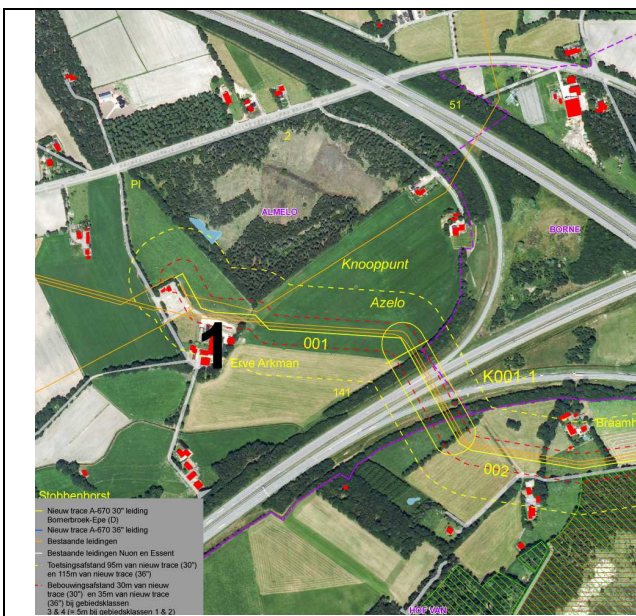 51
2
PI
ALMELO
BORNE
Knooppunt
Azelo
1
001
Erve Arkman
K001-1
141
Braamh
002
Stobbenhorst
Nieuw trace A-670 30" leiding
Bornerbroek-Epe (D)
Nieuw trace A-670 36" leiding
Bestaande leidingen
Bestaande leidingen Nuon en Essent
Toetsingsafstand 95m van nieuw trace (30")
en 115m van nieuw trace (36")
Bebouwingsafstand 30m van nieuw
trace (30") en 35m van nieuw trace
(36") bij gebiedsklassen
3 & 4 (= 5m bij gebiedsklassen 1 & 2)
HOF VAN